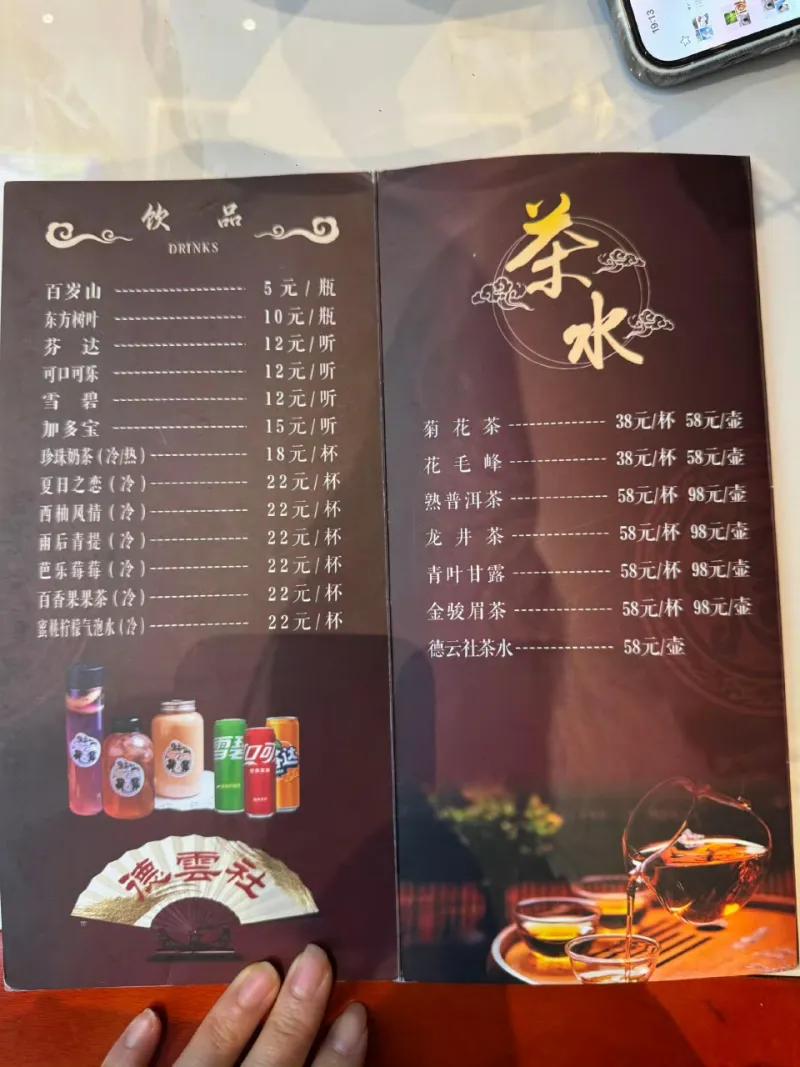 19:13
饮 品
DRINKS
百岁山 ---------------------- 5 元 / 瓶
东方树叶 ---------------------- 10元/瓶
芬 达 ---------------------- 12元/听
可口可乐 ---------------------- 12元/听
雪 碧 ---------------------- 12元/听
加多宝 ---------------------- 15元/听
珍珠奶茶(冷/热)---------------- 18元/杯
夏日之恋(冷)---------------- 22元/杯
西柚风情(冷)---------------- 22元/杯
雨后青提(冷)---------------- 22元/杯
芭乐莓莓(冷)---------------- 22元/杯
百香果果茶(冷)---------------- 22元/杯
蜜桃柠檬气泡水(冷)---------------- 22元/杯
雪碧
德雲社
茶水
菊 花 茶 -------------- 38元/杯 58元/壶
花 毛 峰 -------------- 38元/杯 58元/壶
熟普洱茶 -------------- 58元/杯 98元/壶
龙 井 茶 -------------- 58元/杯 98元/壶
青叶甘露 -------------- 58元/杯 98元/壶
金骏眉茶 -------------- 58元/杯 98元/壶
德云社茶水-------------- 58元/壶